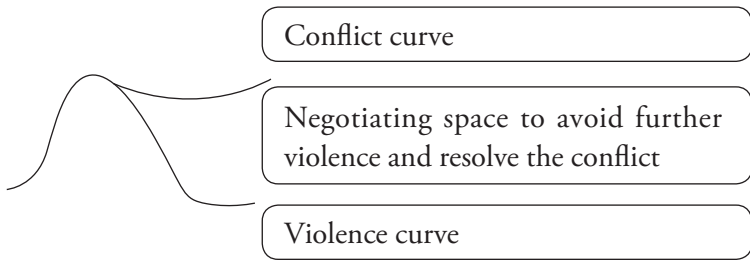 Conflict curve
Negotiating space to avoid further
violence and resolve the conflict
Violence curve